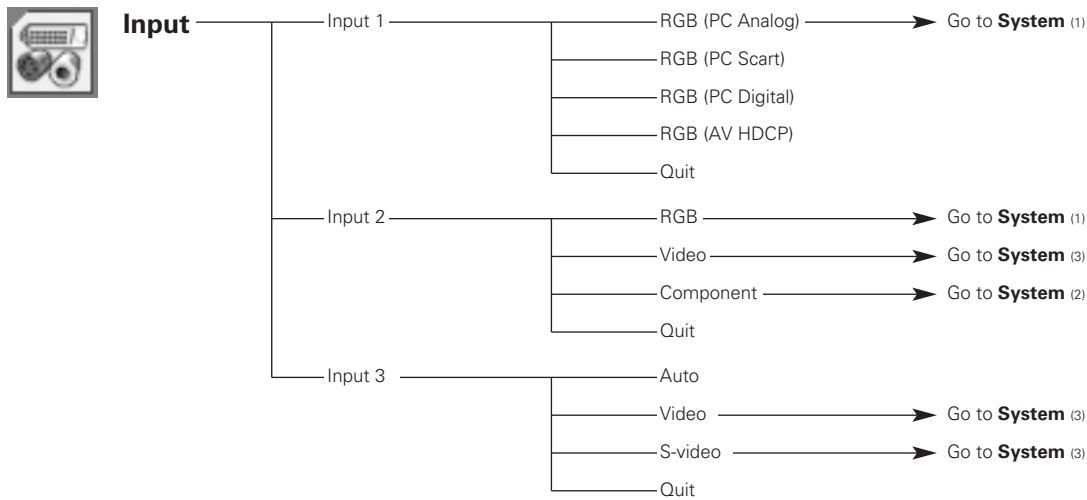 Input
Input 1
RGB (PC Analog)
Go to System (1)
RGB (PC Scart)
RGB (PC Digital)
RGB (AV HDCP)
Quit
Input 2
RGB
Go to System (1)
Video
Go to System (3)
Component
Go to System (2)
Quit
Input 3
Auto
Video
Go to System (3)
S-video
Go to System (3)
Quit